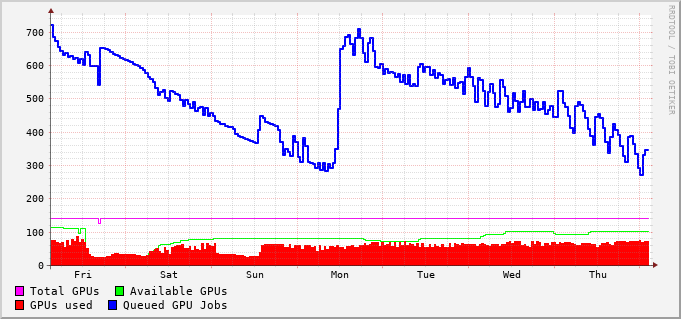 RRDTOOL / TOBI OETIKER
700
600
500
400
300
200
100
0
Fri Sat Sun Mon Tue Wed Thu
Total GPUs Available GPUs
GPUs used Queued GPU Jobs